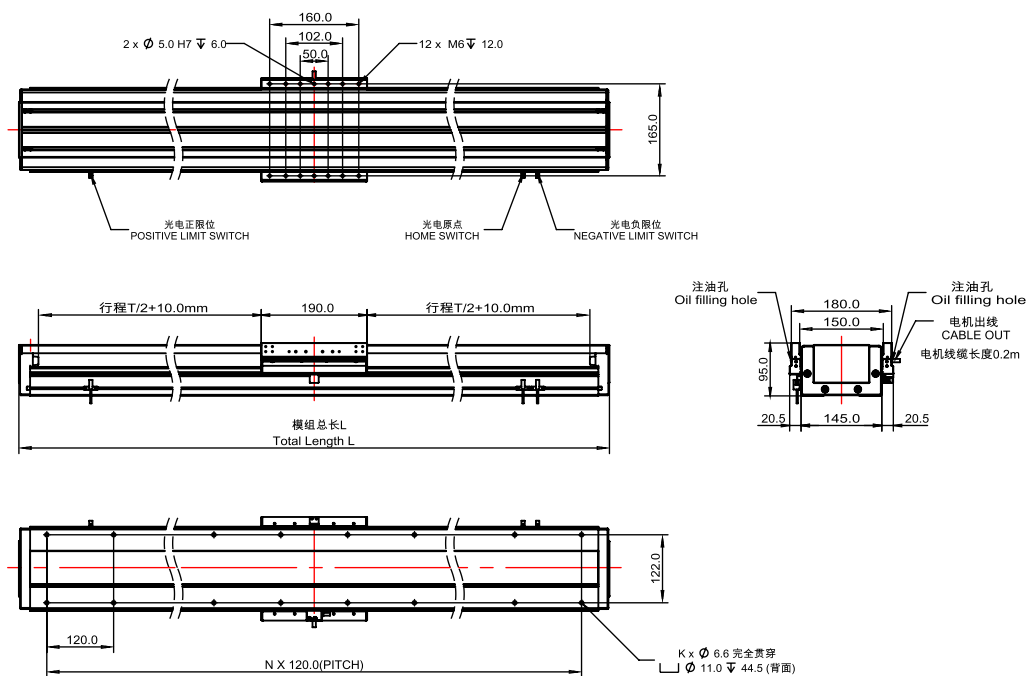 160.0
2 x Ø 5.0 H7 ↧ 6.0
102.0
12 x M6 ↧ 12.0
50.0
165.0
光电正限位
POSITIVE LIMIT SWITCH
光电原点
HOME SWITCH
光电负限位
NEGATIVE LIMIT SWITCH
行程T/2+10.0mm
190.0
行程T/2+10.0mm
模组总长L
Total Length L
注油孔
Oil filling hole
注油孔
Oil filling hole
180.0
150.0
电机出线
CABLE OUT
电机线缆长度0.2m
95.0
20.5
145.0
20.5
122.0
120.0
N X 120.0(PITCH)
K x Ø 6.6 完全贯穿
⌴ Ø 11.0 ↧ 44.5 (背面)